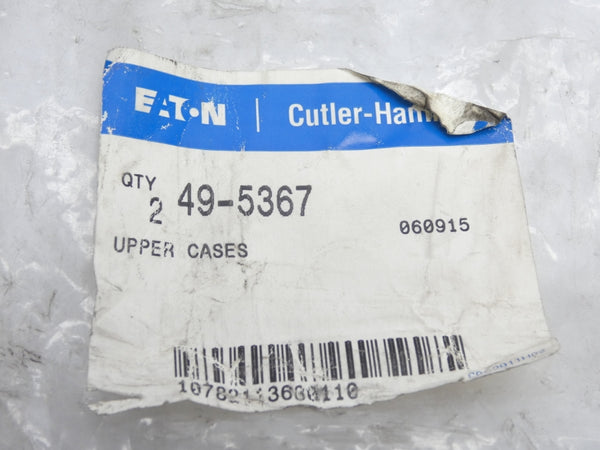 EATON | Cutler-Ham
QTY
2 49-5367
060915
UPPER CASES